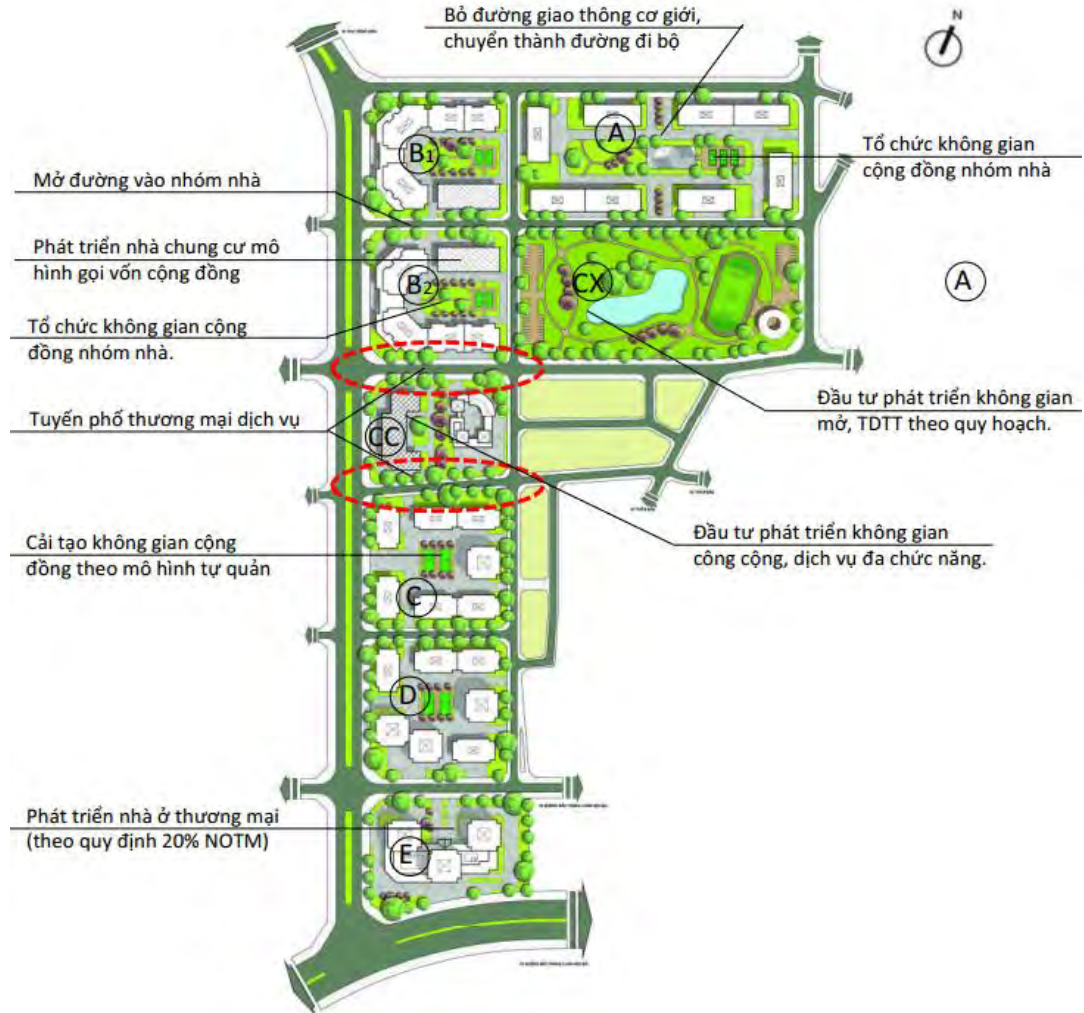 Bỏ đường giao thông cơ giới,
chuyển thành đường đi bộ
N
A
B1
Tổ chức không gian
cộng đồng nhóm nhà
Mở đường vào nhóm nhà
Phát triển nhà chung cư mô
hình gọi vốn cộng đồng
B2
CX
A
Tổ chức không gian cộng
đồng nhóm nhà.
Đầu tư phát triển không gian
mở, TDTT theo quy hoạch.
Tuyến phố thương mại dịch vụ
CC
Đầu tư phát triển không gian
công cộng, dịch vụ đa chức năng.
Cải tạo không gian cộng
đồng theo mô hình tự quản
C
D
Phát triển nhà ở thương mại
(theo quy định 20% NOTM)
E